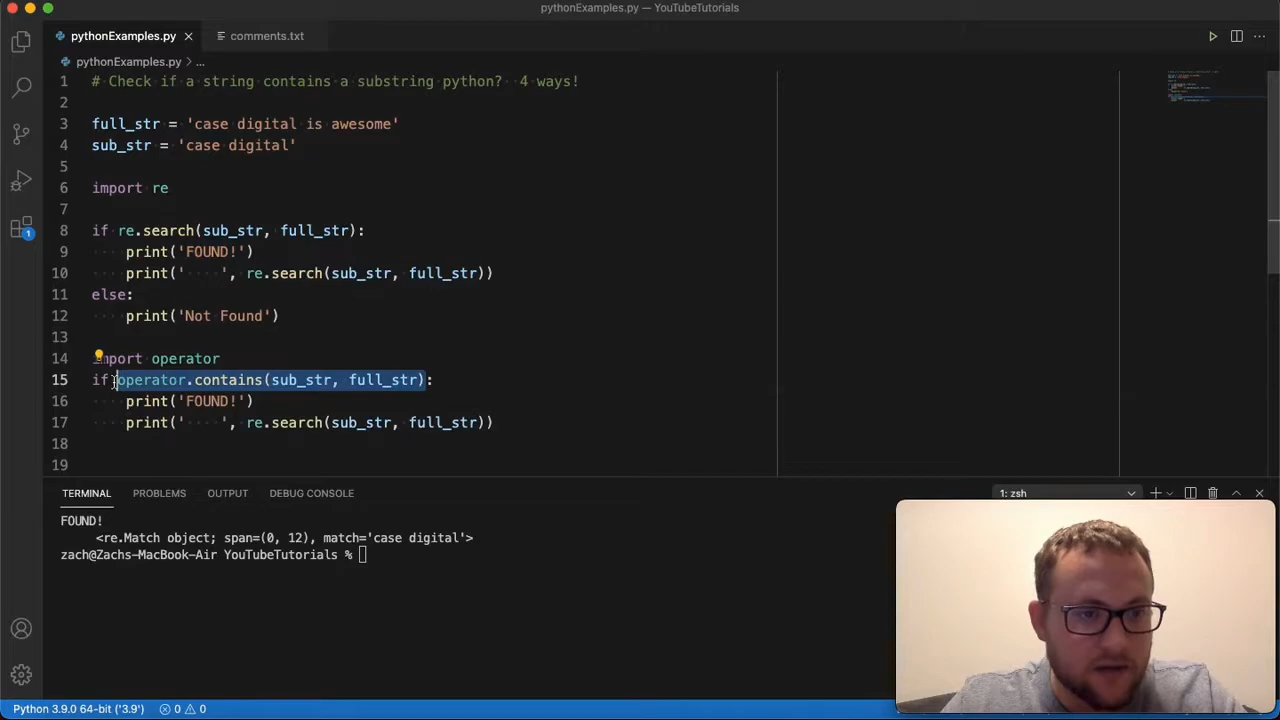 pythonExamples.py — YouTubeTutorials
pythonExamples.py
comments.txt
pythonExamples.py > ...
1 # Check if a string contains a substring python?  4 ways!
2
3 full_str = 'case digital is awesome'
4 sub_str = 'case digital'
5
6 import re
7
8 if re.search(sub_str, full_str):
9     print('FOUND!')
10     print('    ', re.search(sub_str, full_str))
11 else:
12     print('Not Found')
13
14 import operator
15 if operator.contains(sub_str, full_str):
16     print('FOUND!')
17     print('    ', re.search(sub_str, full_str))
18
19
1
TERMINAL PROBLEMS OUTPUT DEBUG CONSOLE 1: zsh
FOUND!
    <re.Match object; span=(0, 12), match='case digital'>
zach@Zachs-MacBook-Air YouTubeTutorials %
Python 3.9.0 64-bit ('3.9') 0 0